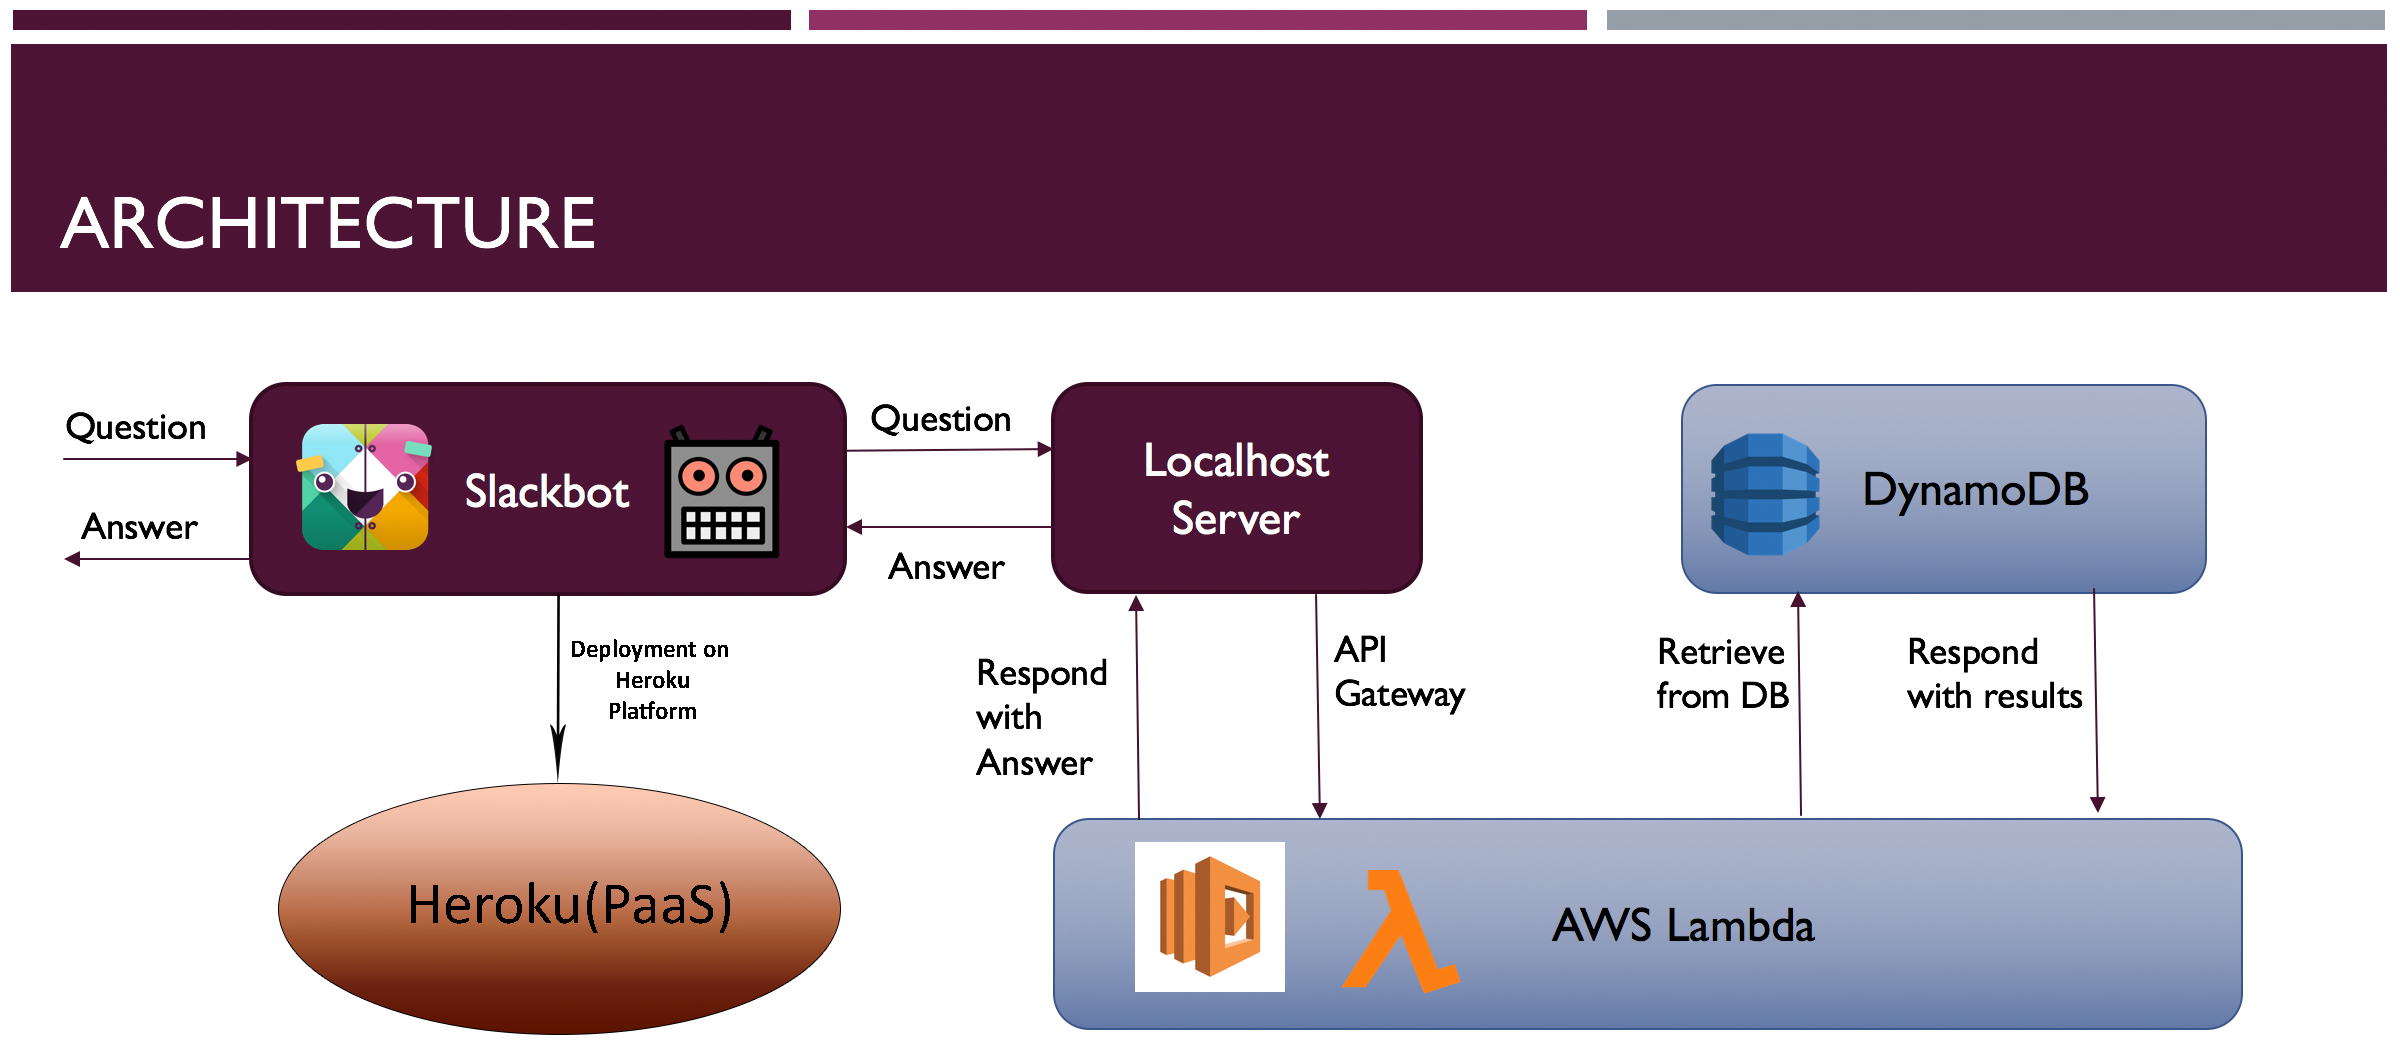 ARCHITECTURE
Question
Answer
Slackbot
Question
Answer
Localhost
Server
DynamoDB
Deployment on
Heroku
Platform
Respond
with
Answer
API
Gateway
Retrieve
from DB
Respond
with results
Heroku(PaaS)
AWS Lambda